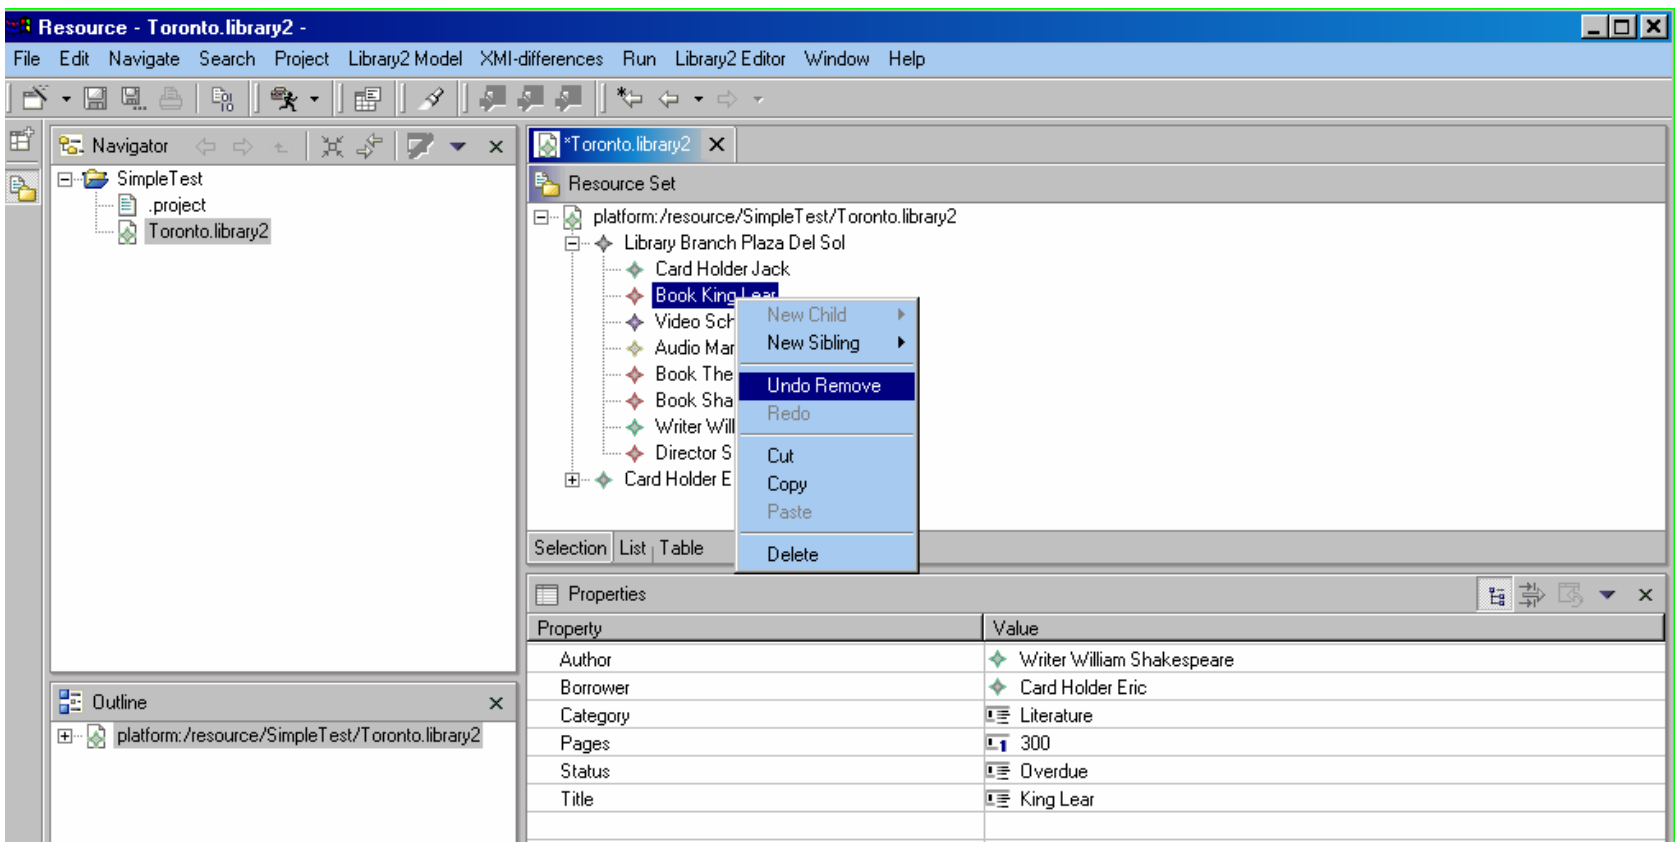 Resource - Toronto.library2 -
File Edit Navigate Search Project Library2 Model XMI-differences Run Library2 Editor Window Help
Navigator
SimpleTest
.project
Toronto.library2
Outline
platform:/resource/SimpleTest/Toronto.library2
*Toronto.library2
Resource Set
platform:/resource/SimpleTest/Toronto.library2
Library Branch Plaza Del Sol
Card Holder Jack
Book King Lear
Video Sch
Audio Mar
Book The
Book Sha
Writer Will
Director S
Card Holder E
New Child
New Sibling
Undo Remove
Redo
Cut
Copy
Paste
Delete
Selection List Table
Properties
Property Value
Author Writer William Shakespeare
Borrower Card Holder Eric
Category Literature
Pages 300
Status Overdue
Title King Lear